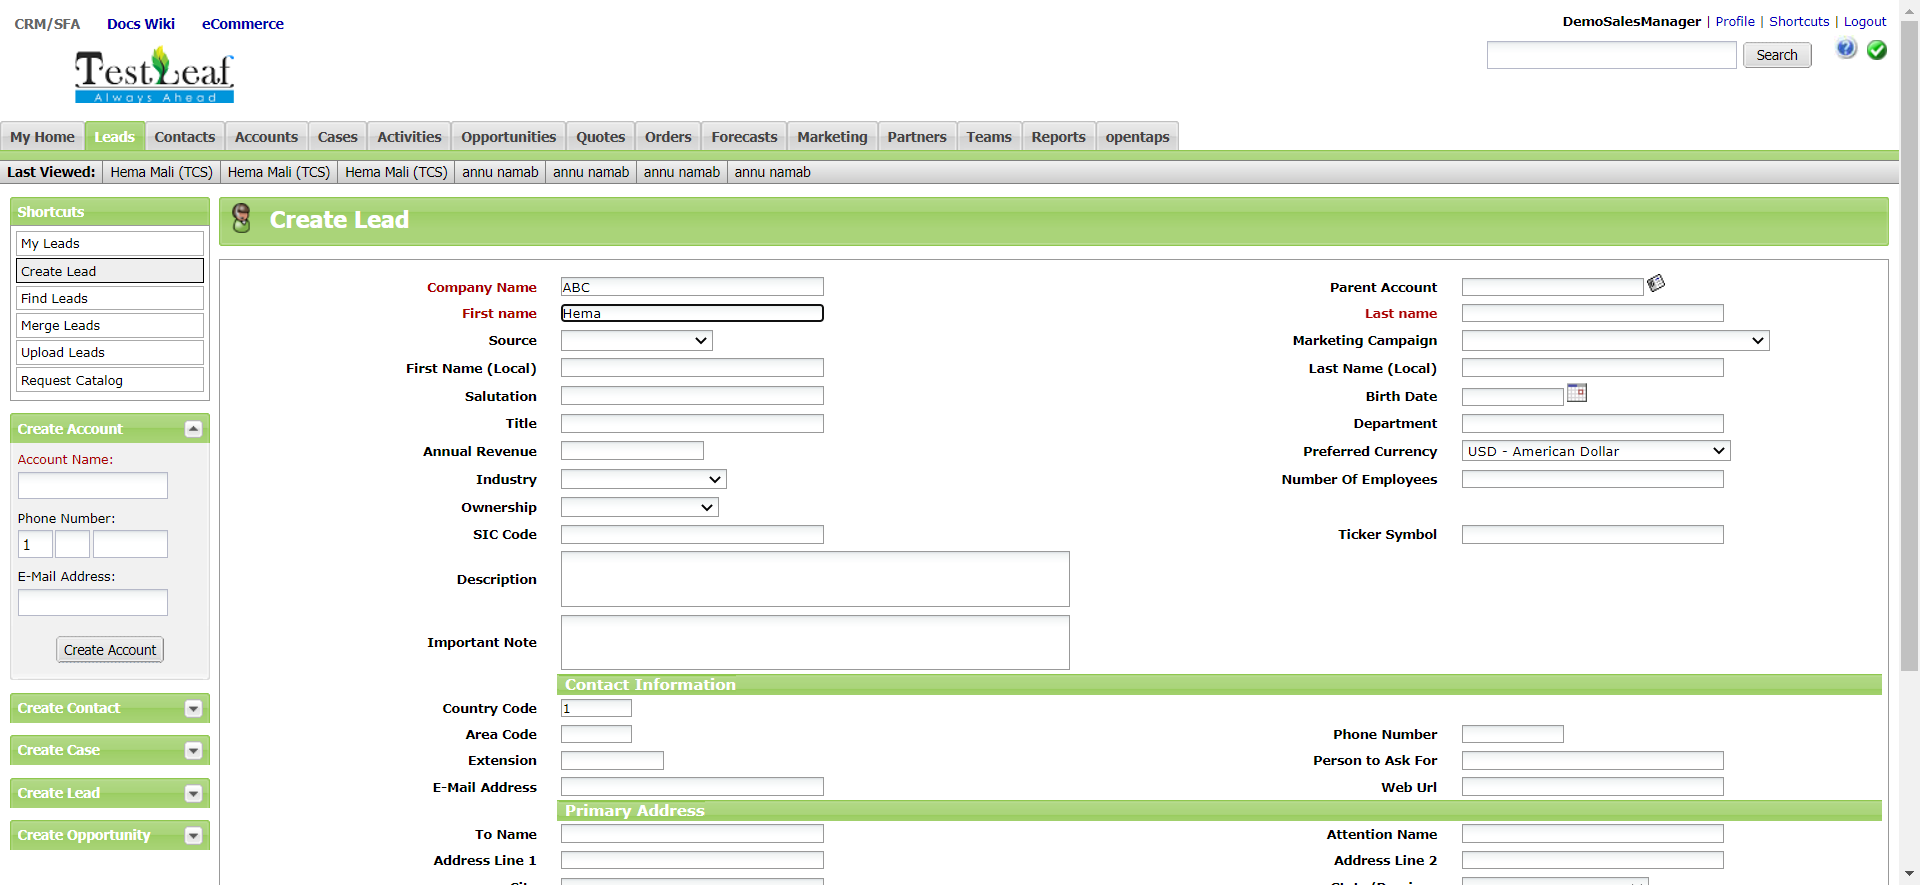 CRM/SFA Docs Wiki eCommerce
DemoSalesManager | Profile | Shortcuts | Logout
Search
TestLeaf
Always Ahead
My Home Leads Contacts Accounts Cases Activities Opportunities Quotes Orders Forecasts Marketing Partners Teams Reports opentaps
Last Viewed: Hema Mali (TCS) Hema Mali (TCS) Hema Mali (TCS) annu namab annu namab annu namab annu namab
Shortcuts
My Leads
Create Lead
Find Leads
Merge Leads
Upload Leads
Request Catalog
Create Account
Account Name:
Phone Number:
1
E-Mail Address:
Create Account
Create Contact
Create Case
Create Lead
Create Opportunity
Create Lead
Company Name ABC Parent Account
First name Hema Last name
Source Marketing Campaign
First Name (Local) Last Name (Local)
Salutation Birth Date
Title Department
Annual Revenue Preferred Currency USD - American Dollar
Industry Number Of Employees
Ownership
SIC Code Ticker Symbol
Description
Important Note
Contact Information
Country Code 1
Area Code Phone Number
Extension Person to Ask For
E-Mail Address Web Url
Primary Address
To Name Attention Name
Address Line 1 Address Line 2